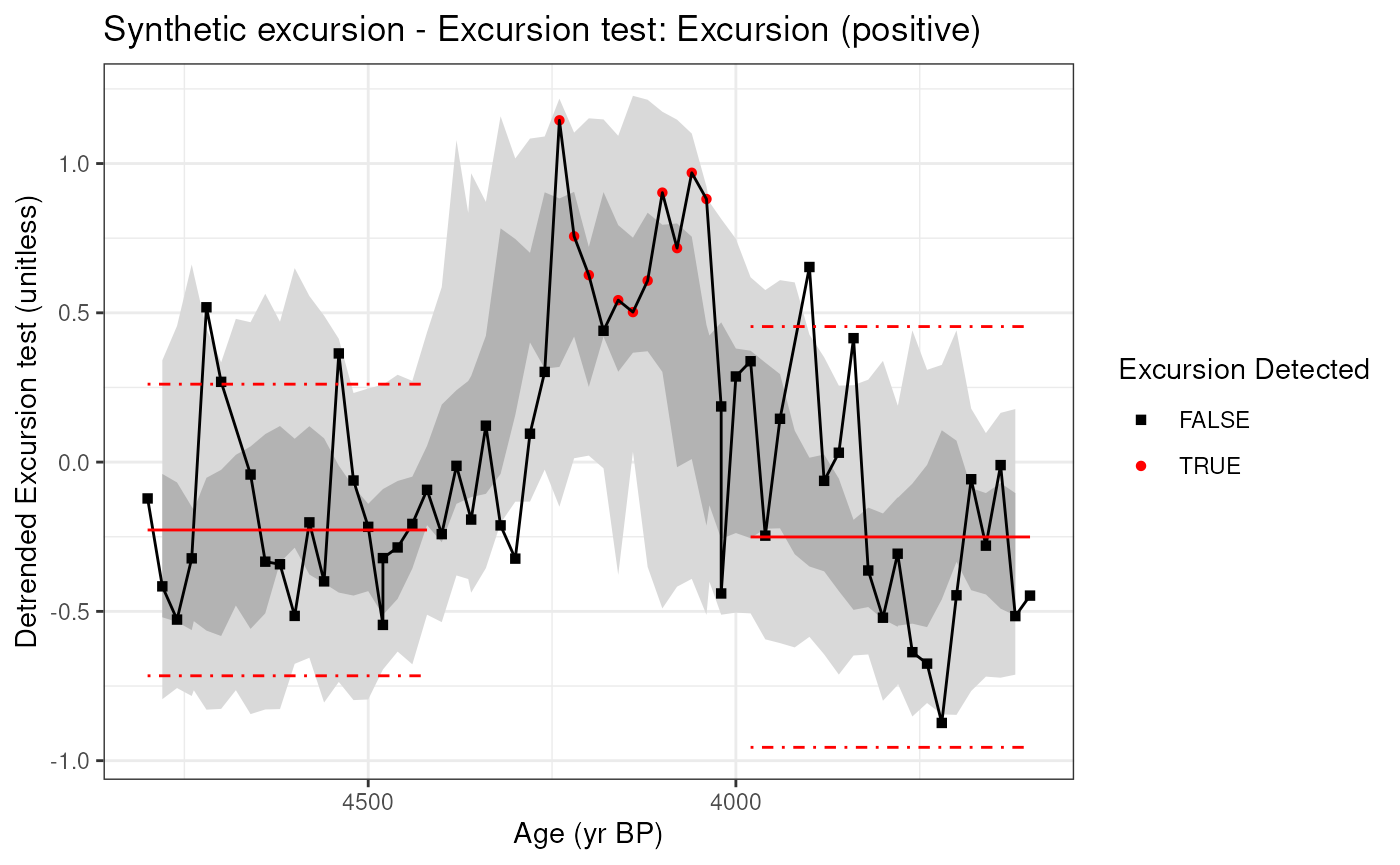 Synthetic excursion - Excursion test: Excursion (positive)
Detrended Excursion test (unitless)
1.0
0.5
0.0
-0.5
-1.0
4500
4000
Age (yr BP)
Excursion Detected
FALSE
TRUE